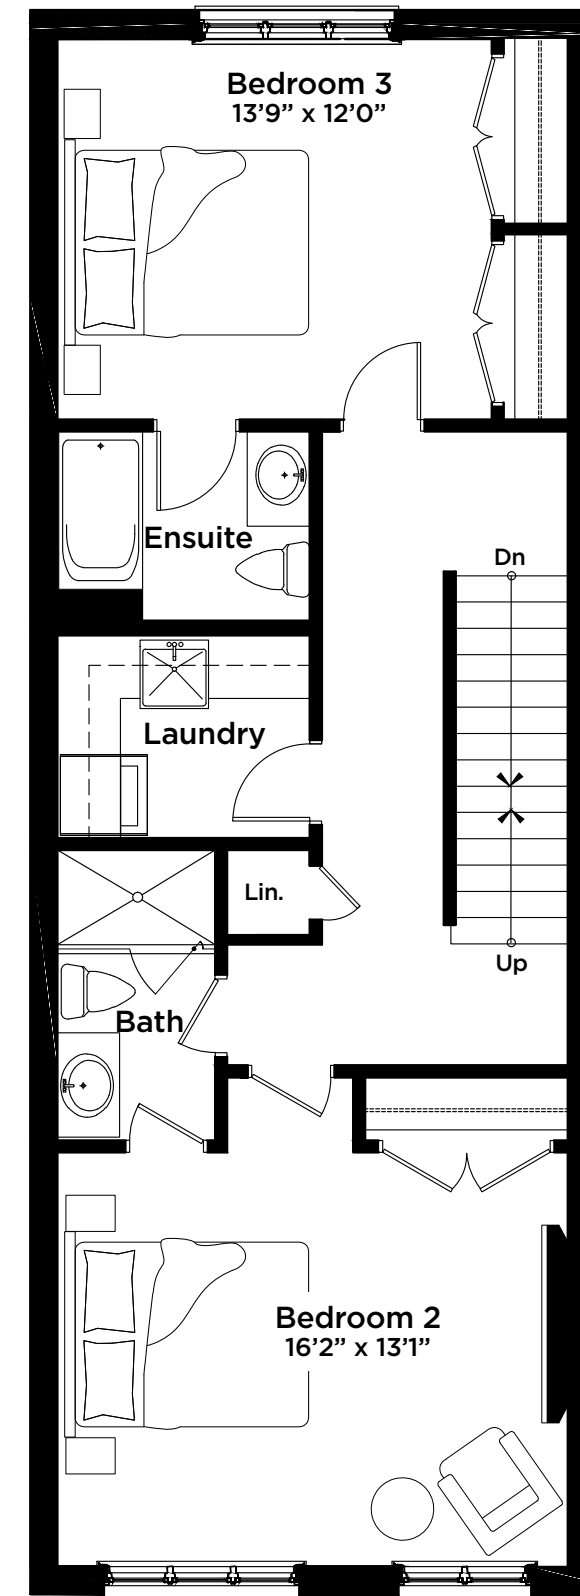 Bedroom 3
13’9” x 12’0”
Ensuite
Dn
Laundry
Lin.
Up
Bath
Bedroom 2
16’2” x 13’1”